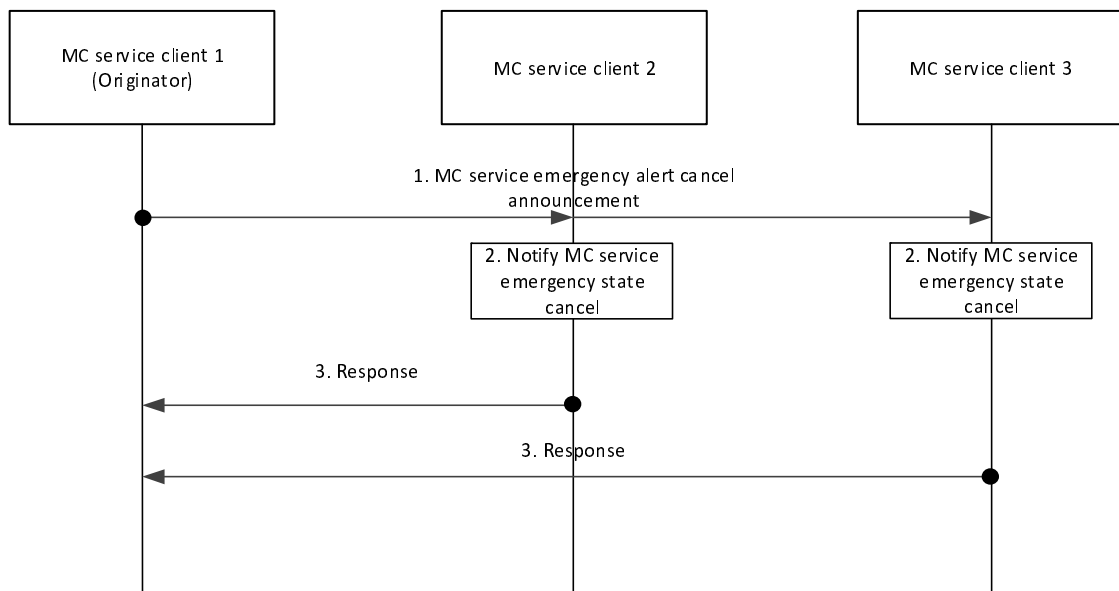 MC service client 1
(Originator)
MC service client 2
MC service client 3
1. MC service emergency alert cancel
announcement
2. Notify MC service
emergency state
cancel
2. Notify MC service
emergency state
cancel
3. Response
3. Response